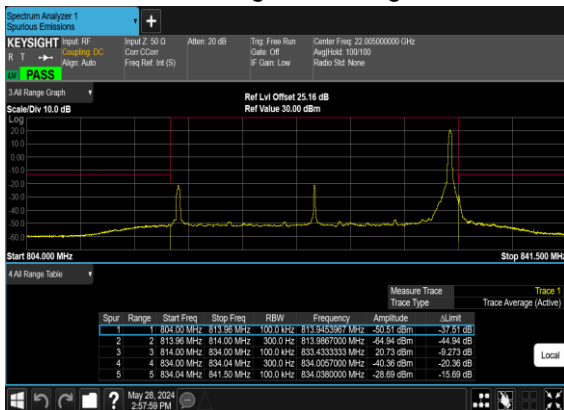 Spectrum Analyzer 1
Spurious Emissions
KEYSIGHT Input: RF Input Z: 50 Ω Atten: 20 dB Trig: Free Run Center Freq: 22.005000000 GHz
R T Coupling: DC Corr CCorr Gate: Off Avg|Hold: 100/100
Align: Auto Freq Ref: Int (S) IF Gain: Low Radio Std: None
PASS
3 All Range Graph
Ref Lvl Offset 25.16 dB
Scale/Div 10.0 dB Ref Value 30.00 dBm
Log
20.0
10.0
0.00
-10.0
-20.0
-30.0
-40.0
-50.0
-60.0
Start 804.000 MHz Stop 841.500 MHz
4 All Range Table
Measure Trace Trace 1
Trace Type Trace Average (Active)
Spur Range Start Freq Stop Freq RBW Frequency Amplitude ΔLimit
1 1 804.00 MHz 813.96 MHz 100.0 kHz 813.9453967 MHz -50.51 dBm -37.51 dB
2 2 813.96 MHz 814.00 MHz 300.0 Hz 813.9867000 MHz -64.94 dBm -44.94 dB
3 3 814.00 MHz 834.00 MHz 100.0 kHz 833.4333333 MHz 20.73 dBm -9.273 dB
4 4 834.00 MHz 834.04 MHz 300.0 Hz 834.0057000 MHz -40.36 dBm -20.36 dB
5 5 834.04 MHz 841.50 MHz 100.0 kHz 834.0380000 MHz -28.69 dBm -15.69 dB
Local
?
May 28, 2024
2:57:59 PM